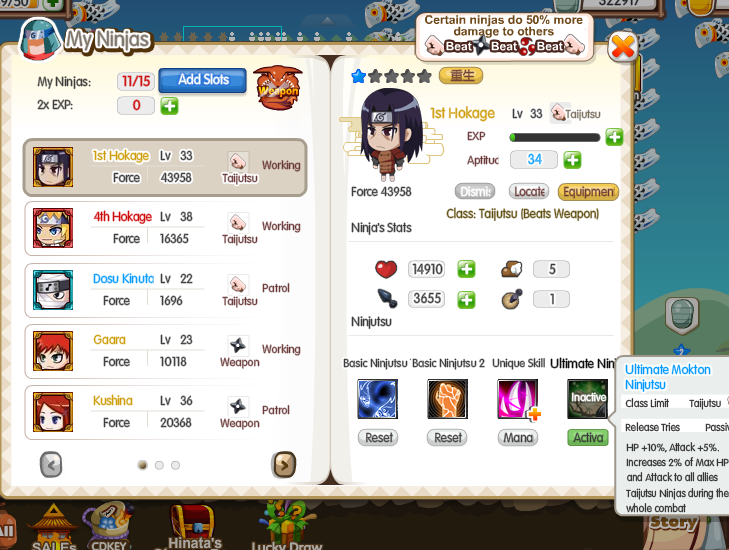 Certain ninjas do 50% more
damage to others
Beat Beat Beat
My Ninjas
My Ninjas: 11/15 Add Slots
2x EXP: 0
Weapon
1st Hokage Lv 33
Force 43958 Taijutsu Working
4th Hokage Lv 38
Force 16365 Taijutsu Working
Dosu Kinuta Lv 22
Force 1696 Taijutsu Patrol
Gaara Lv 23
Force 10118 Weapon Working
Kushina Lv 36
Force 20368 Weapon Patrol
重生
1st Hokage Lv 33 Taijutsu
EXP
Aptituc 34
Force 43958 Dismi Locate Equipment
Class: Taijutsu (Beats Weapon)
Ninja's Stats
14910 5
3655 1
Ninjutsu
Basic Ninjutsu Basic Ninjutsu 2 Unique Skill Ultimate Nin
Inactive
Reset Reset Mana Activa
Ultimate Mokton
Ninjutsu
Class Limit Taijutsu
Release Tries Passiv
HP +10%, Attack +5%.
Increases 2% of Max HP
and Attack to all allies
Taijutsu Ninjas during the
whole combat
All SALEs CDKEY Hinata's Lucky Draw Story